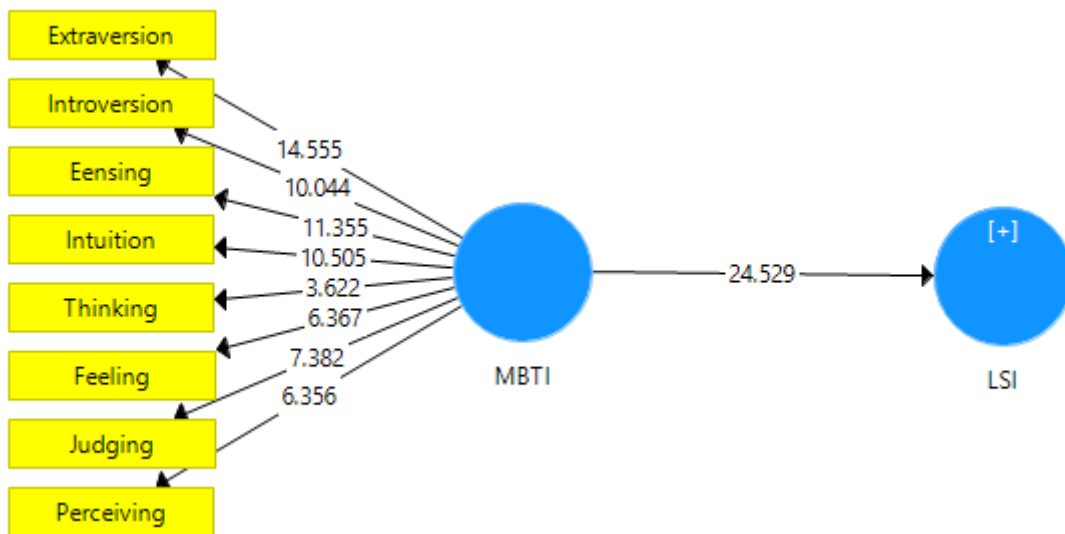 Extraversion
Introversion
Eensing
Intuition
Thinking
Feeling
Judging
Perceiving
14.555
10.044
11.355
10.505
3.622
6.367
7.382
6.356
MBTI
24.529
[+]
LSI